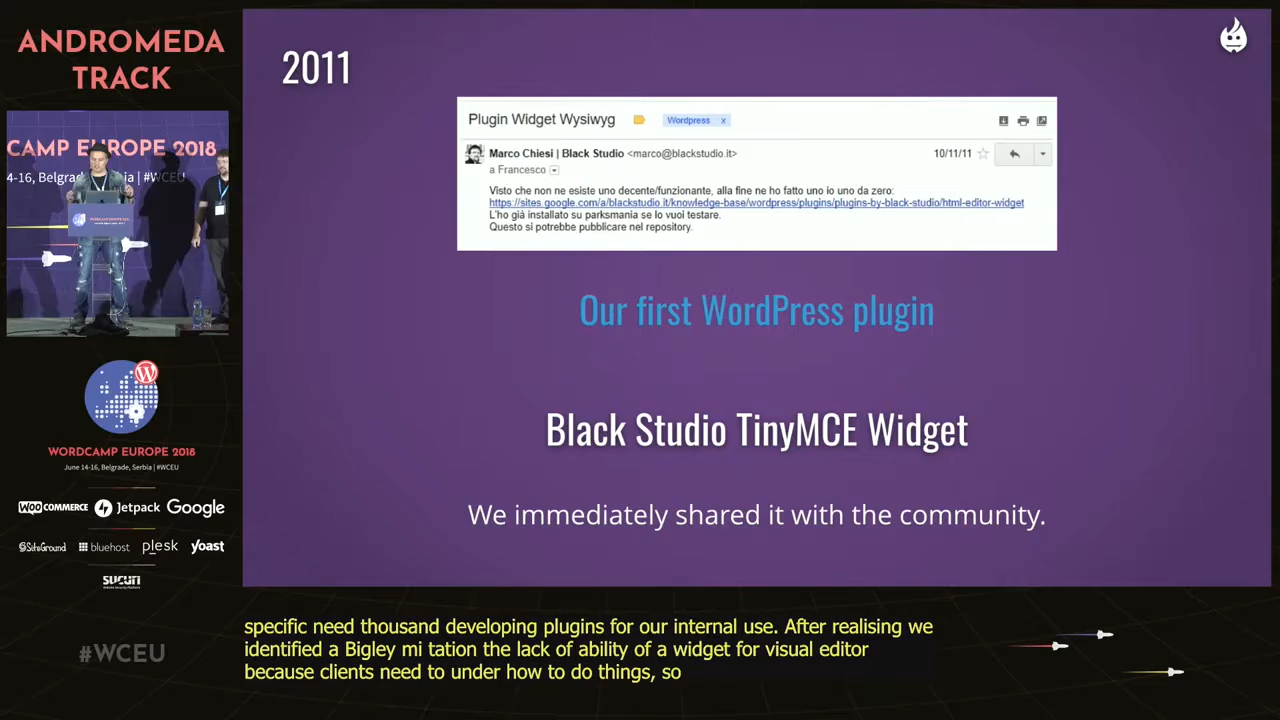 ANDROMEDA
TRACK
CAMP EUROPE 2018
4-16, Belgrad
#WCEU
WORDCAMP EUROPE 2018
June 14-16, Belgrade, Serbia | #WCEU
WOO COMMERCE
Jetpack
Google
SiteGround
bluehost
plesk
yoast
sucuri
#WCEU
2011
Plugin Widget Wysiwyg
Wordpress x
Marco Chiesi | Black Studio <marco@blackstudio.it>
10/11/11
a Francesco
Visto che non ne esiste uno decente/funzionante, alla fine ne ho fatto uno io uno da zero:
https://sites.google.com/a/blackstudio.it/knowledge-base/wordpress/plugins/plugins-by-black-studio/html-editor-widget
L'ho già installato su parksmania se lo vuoi testare.
Questo si potrebbe pubblicare nel repository.
Our first WordPress plugin
Black Studio TinyMCE Widget
We immediately shared it with the community.
specific need thousand developing plugins for our internal use. After realising we
identified a Bigley mi tation the lack of ability of a widget for visual editor
because clients need to under how to do things, so